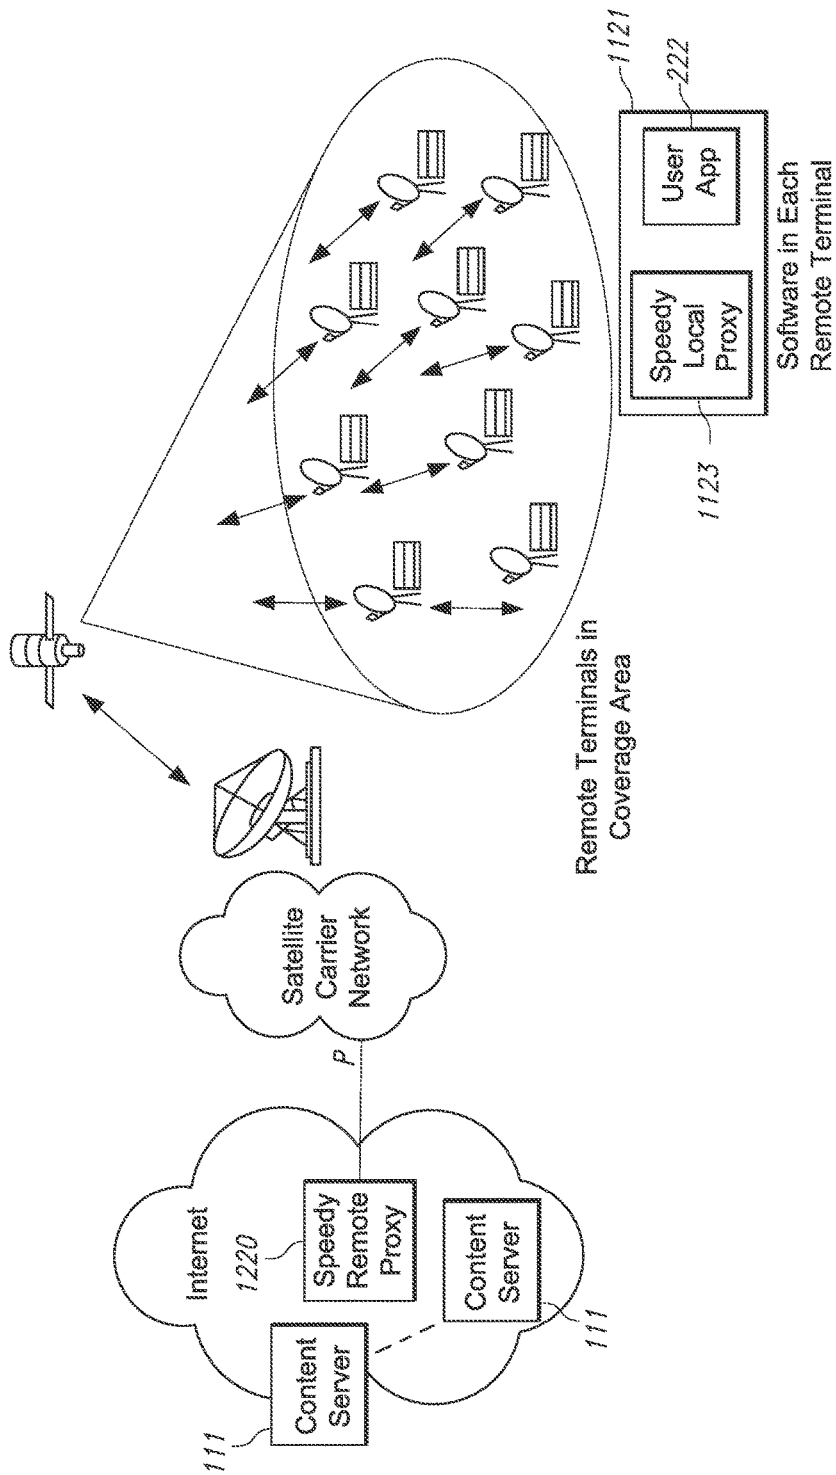 111
Content
Server
Internet
1220
Speedy
Remote
Proxy
Content
Server
111
P
Satellite
Carrier
Network
Remote Terminals in
Coverage Area
1123
Speedy
Local
Proxy
User
App
1121
222
Software in Each
Remote Terminal